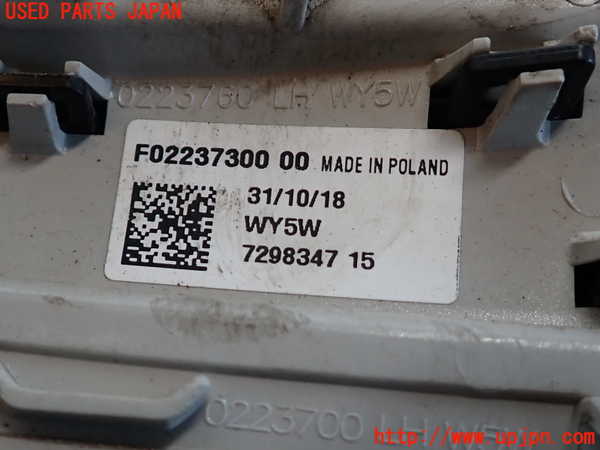 USED PARTS JAPAN
0223760 LH WY5W
F02237300 00 MADE IN POLAND
31/10/18
WY5W
7298347 15
0223700 LH
http://www.upjpn.com/